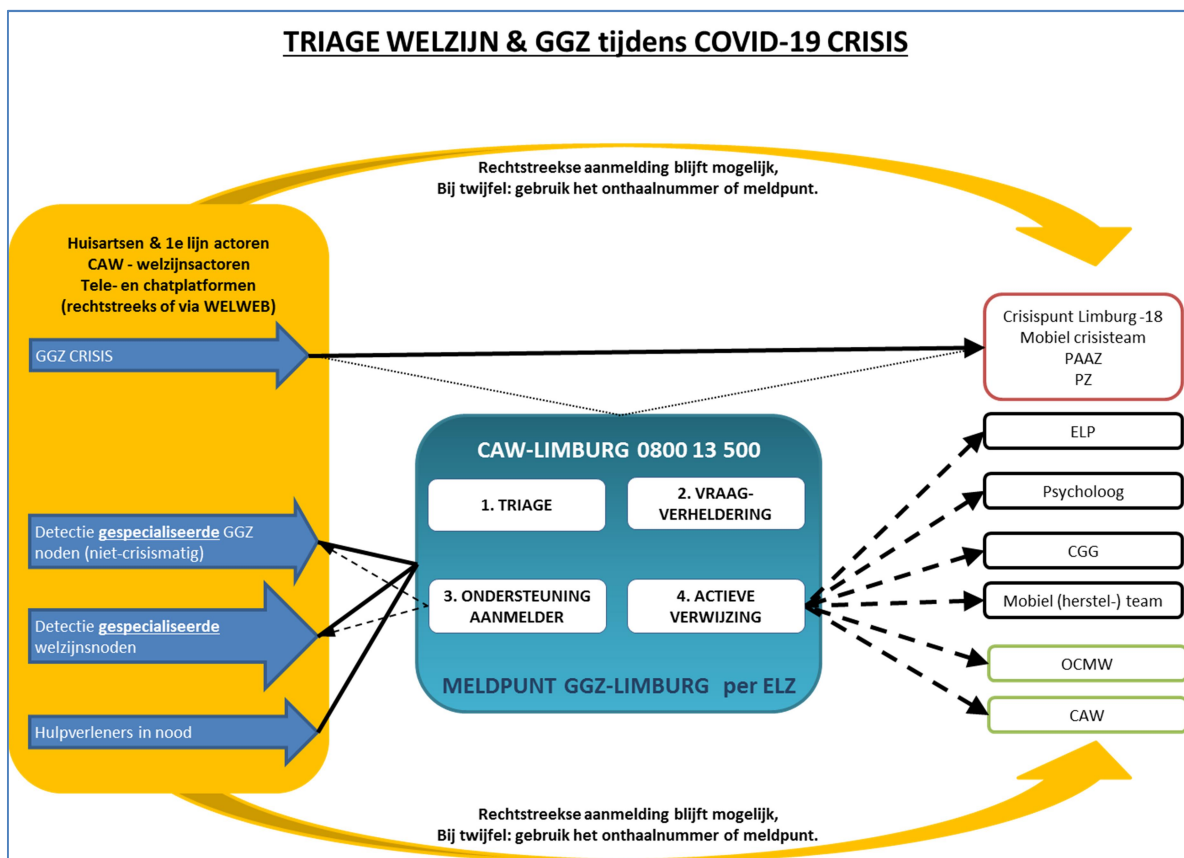 TRIAGE WELZIJN & GGZ tijdens COVID-19 CRISIS
Rechtstreekse aanmelding blijft mogelijk,
Bij twijfel: gebruik het onthaalnummer of meldpunt.
Huisartsen & 1e lijn actoren
CAW - welzijnsactoren
Tele- en chatplatformen
(rechtstreeks of via WELWEB)
GGZ CRISIS
Detectie gespecialiseerde GGZ
noden (niet-crisismatig)
Detectie gespecialiseerde
welzijnsnoden
Hulpverleners in nood
CAW-LIMBURG 0800 13 500
1. TRIAGE
2. VRAAG-
VERHELDERING
3. ONDERSTEUNING
AANMELDER
4. ACTIEVE
VERWIJZING
MELDPUNT GGZ-LIMBURG per ELZ
Crisispunt Limburg -18
Mobiel crisisteam
PAAZ
PZ
ELP
Psycholoog
CGG
Mobiel (herstel-) team
OCMW
CAW
Rechtstreekse aanmelding blijft mogelijk,
Bij twijfel: gebruik het onthaalnummer of meldpunt.